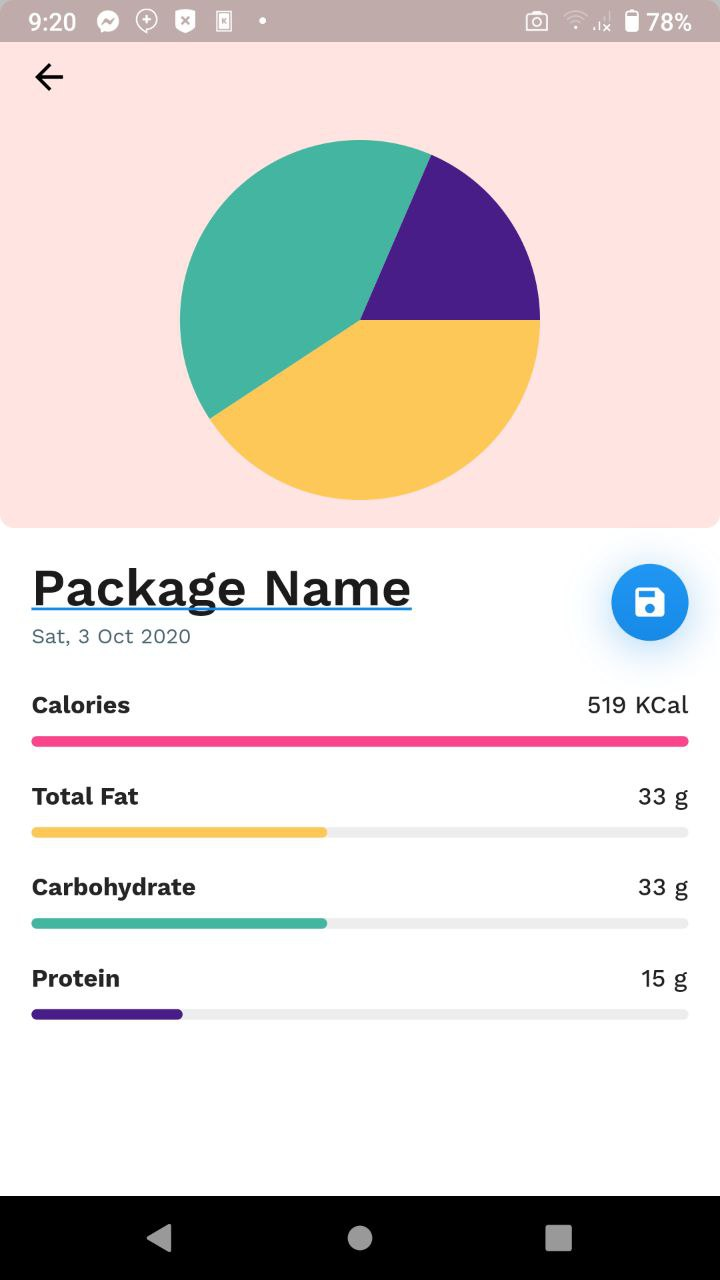 9:20 78%
Package Name
Sat, 3 Oct 2020
Calories 519 KCal
Total Fat 33 g
Carbohydrate 33 g
Protein 15 g